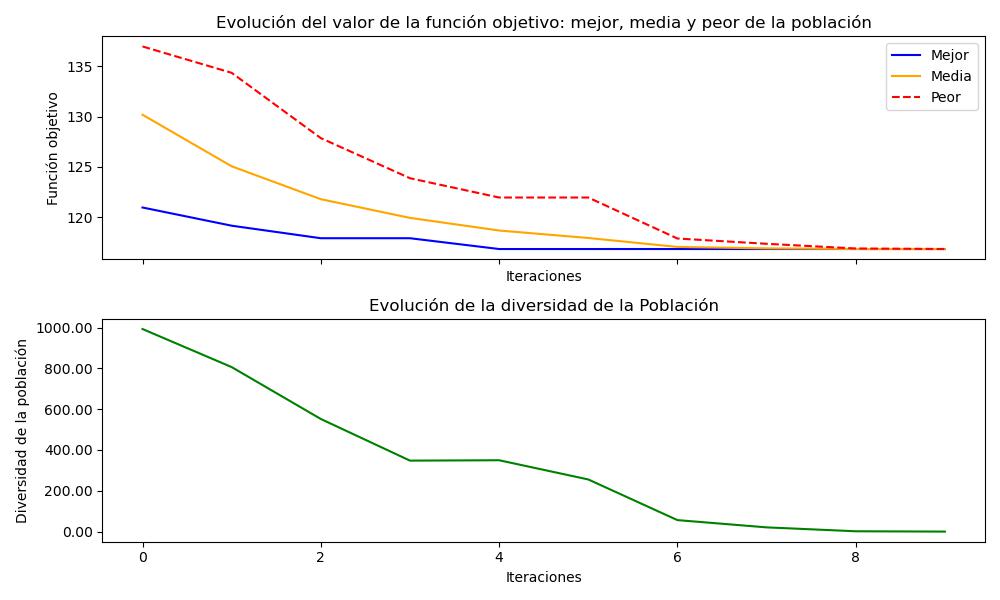 Evolución del valor de la función objetivo: mejor, media y peor de la población
Función objetivo
135
130
125
120
Mejor
Media
Peor
Iteraciones
Evolución de la diversidad de la Población
Diversidad de la población
1000.00
800.00
600.00
400.00
200.00
0.00
0 2 4 6 8
Iteraciones